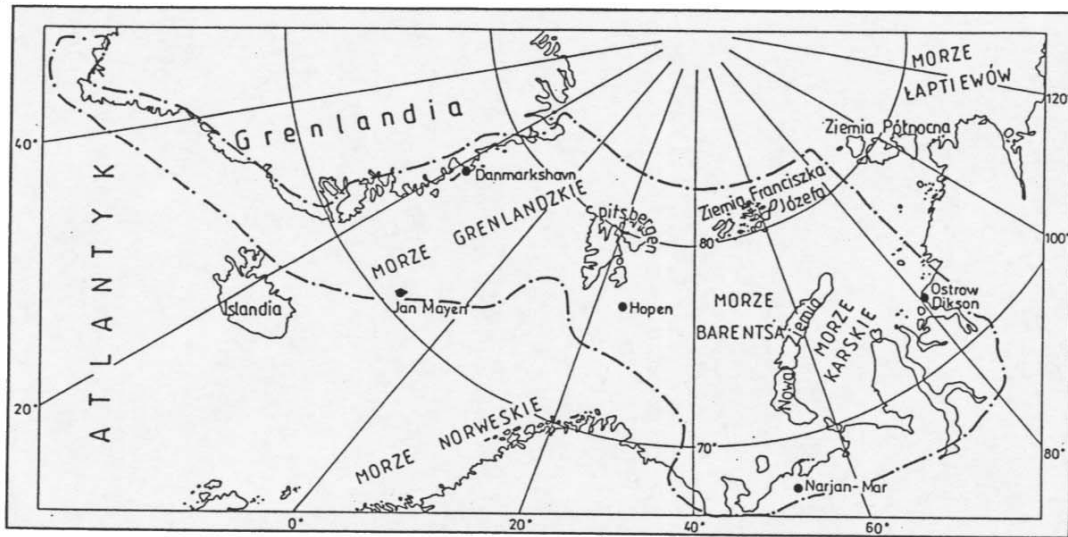 MORZE
ŁAPTIEWÓW
120°
Ziemia Północna
Grenlandia
40°
Danmarkshavn
Ziemia Franciszka
Józefa
MORZE GRENLANDZKIE
Spitsbergen
ATLANTYK
80°
100°
Islandia
Jan Mayen
Hopen
MORZE
BARENTSA
Nowa Ziemia
MORZE
KARSKIE
Ostrow
Dikson
20°
MORZE NORWESKIE
70°
80°
Narjan-Mar
0°
20°
40°
60°